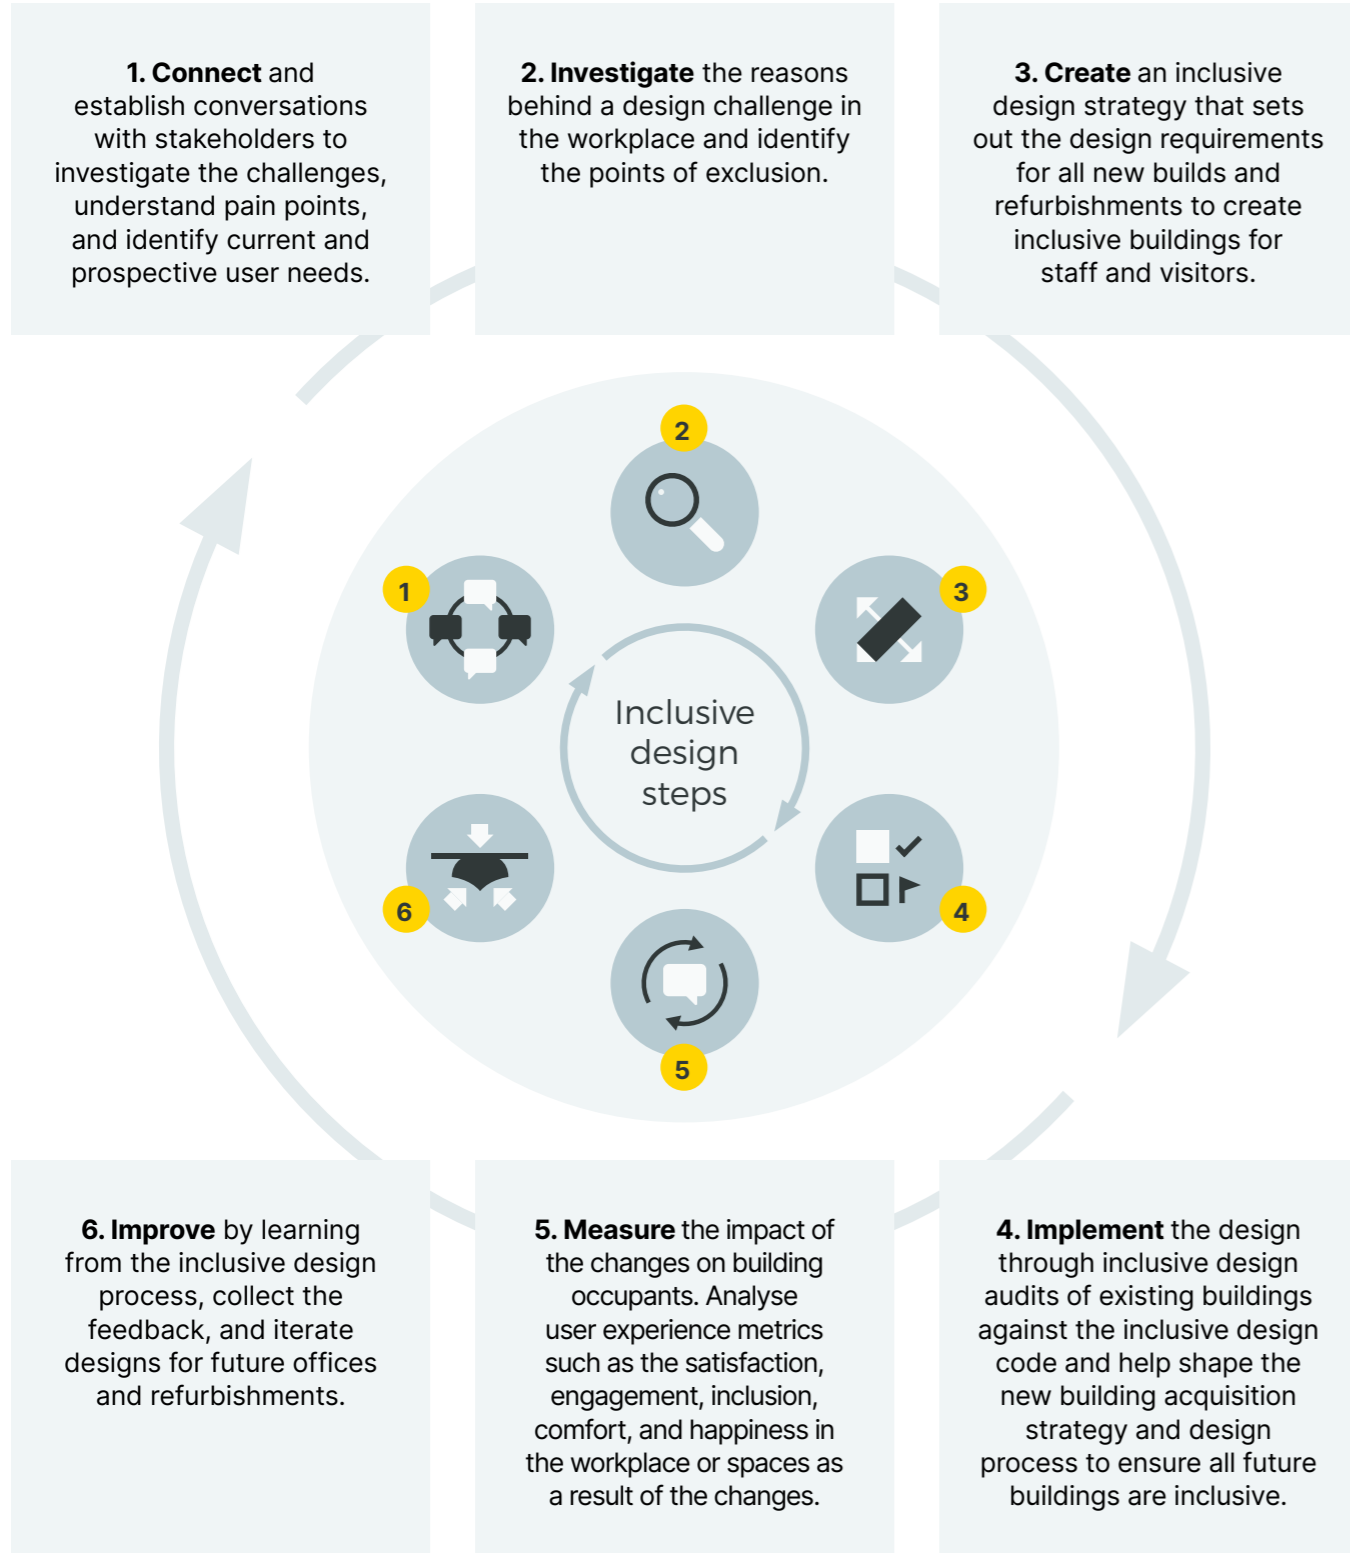 1. Connect and
establish conversations
with stakeholders to
investigate the challenges,
understand pain points,
and identify current and
prospective user needs.
2. Investigate the reasons
behind a design challenge in
the workplace and identify
the points of exclusion.
3. Create an inclusive
design strategy that sets
out the design requirements
for all new builds and
refurbishments to create
inclusive buildings for
staff and visitors.
2
1
3
Inclusive
design
steps
6
4
5
6. Improve by learning
from the inclusive design
process, collect the
feedback, and iterate
designs for future offices
and refurbishments.
5. Measure the impact of
the changes on building
occupants. Analyse
user experience metrics
such as the satisfaction,
engagement, inclusion,
comfort, and happiness in
the workplace or spaces as
a result of the changes.
4. Implement the design
through inclusive design
audits of existing buildings
against the inclusive design
code and help shape the
new building acquisition
strategy and design
process to ensure all future
buildings are inclusive.